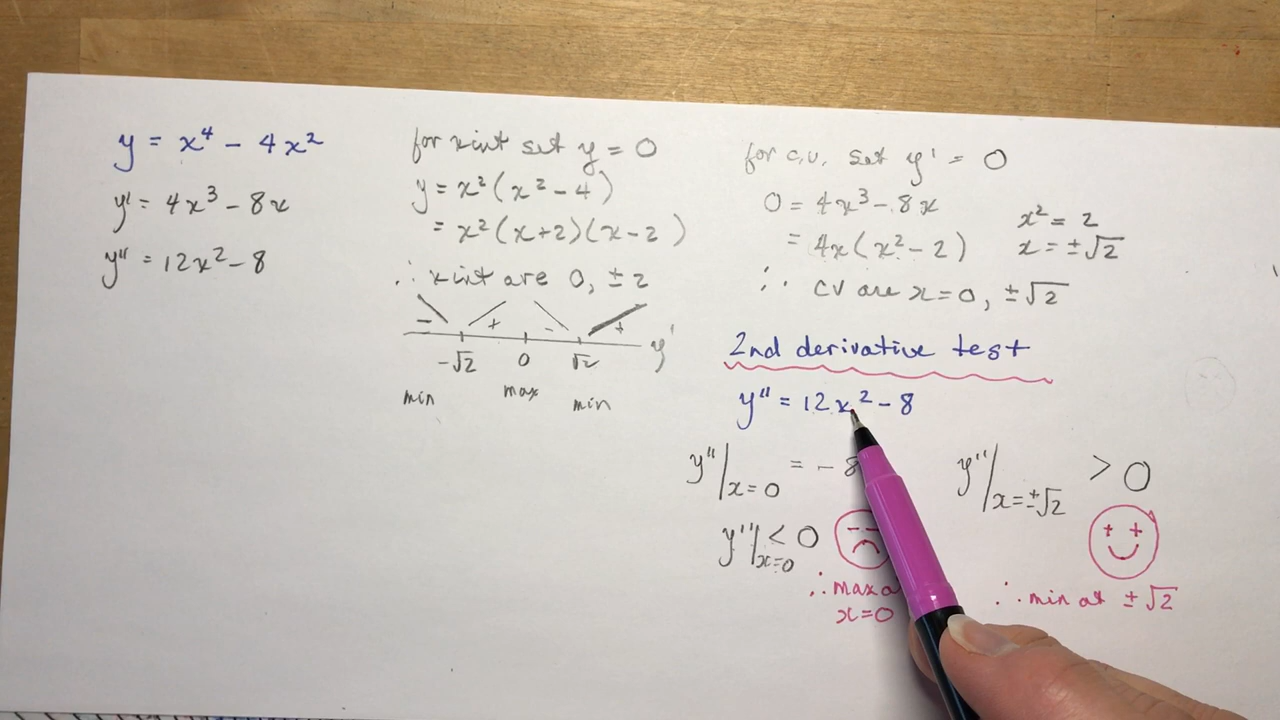 y = x⁴ - 4x²
y' = 4x³ - 8x
y'' = 12x² - 8
for x int set y = 0
y = x²(x² - 4)
= x²(x+2)(x-2)
∴ x int are 0, ±2
- + - + y'
-√2 0 √2
min max min
for c.v. set y' = 0
0 = 4x³ - 8x
= 4x(x² - 2)
x² = 2
x = ±√2
∴ cv are x = 0, ±√2
2nd derivative test
y'' = 12x² - 8
y''|x=0 = -8
y''|x=0 < 0
∴ max
x=0
y''|x=±√2 > 0
∴ min at ±√2